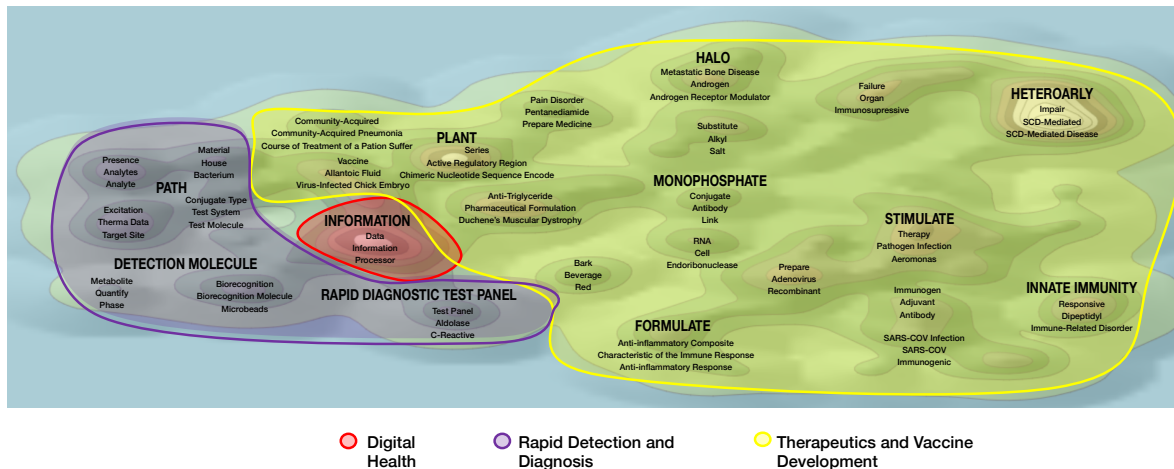 HALO
Metastatic Bone Disease
Androgen
Androgen Receptor Modulator
Failure
Organ
Immunosupressive
HETEROARLY
Impair
SCD-Mediated
SCD-Mediated Disease
Pain Disorder
Pentanediamide
Prepare Medicine
Community-Acquired
Community-Acquired Pneumonia
Course of Treatment of a Pation Suffer
PLANT
Series
Active Regulatory Region
Chimeric Nucleotide Sequence Encode
Substitute
Alkyl
Salt
Vaccine
Allantoic Fluid
Virus-Infected Chick Embryo
Material
House
Bacterium
Presence
Analytes
Analyte
PATH
Conjugate Type
Test System
Test Molecule
Excitation
Therma Data
Target Site
INFORMATION
Data
Information
Processor
Anti-Triglyceride
Pharmaceutical Formulation
Duchene's Muscular Dystrophy
MONOPHOSPATE
Conjugate
Antibody
Link
RNA
Cell
Endoribonuclease
STIMULATE
Therapy
Pathogen Infection
Aeromonas
DETECTION MOLECULE
Metabolite
Quantify
Phase
Biorecognition
Biorecognition Molecule
Microbeads
RAPID DIAGNOSTIC TEST PANEL
Test Panel
Aldolase
C-Reactive
Bark
Beverage
Red
Prepare
Adenovirus
Recombinant
Immunogen
Adjuvant
Antibody
INNATE IMMUNITY
Responsive
Dipeptidyl
Immune-Related Disorder
FORMULATE
Anti-inflammatory Composite
Characteristic of the Immune Response
Anti-inflammatory Response
SARS-COV Infection
SARS-COV
Immunogenic
Digital
Health
Rapid Detection and
Diagnosis
Therapeutics and Vaccine
Development